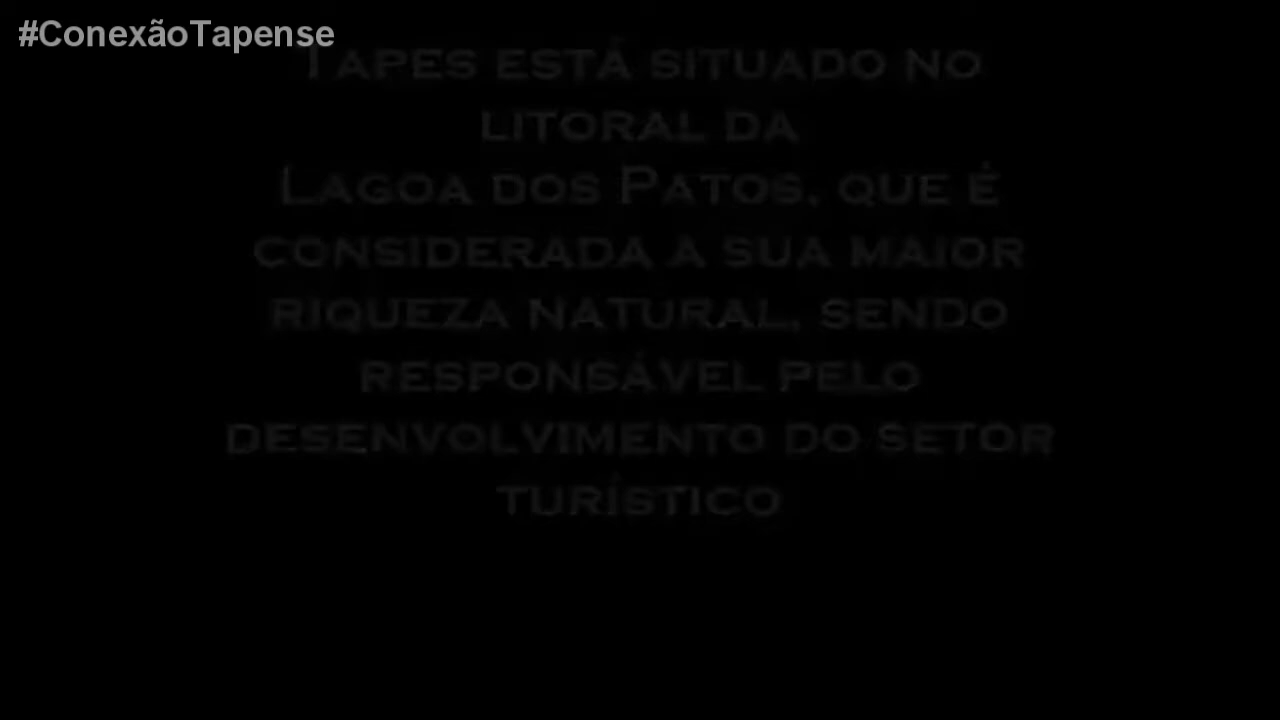 #ConexãoTapense
Tapes está situado no
litoral da
Lagoa dos Patos, que é
considerada a sua maior
riqueza natural, sendo
responsável pelo
desenvolvimento do setor
turístico